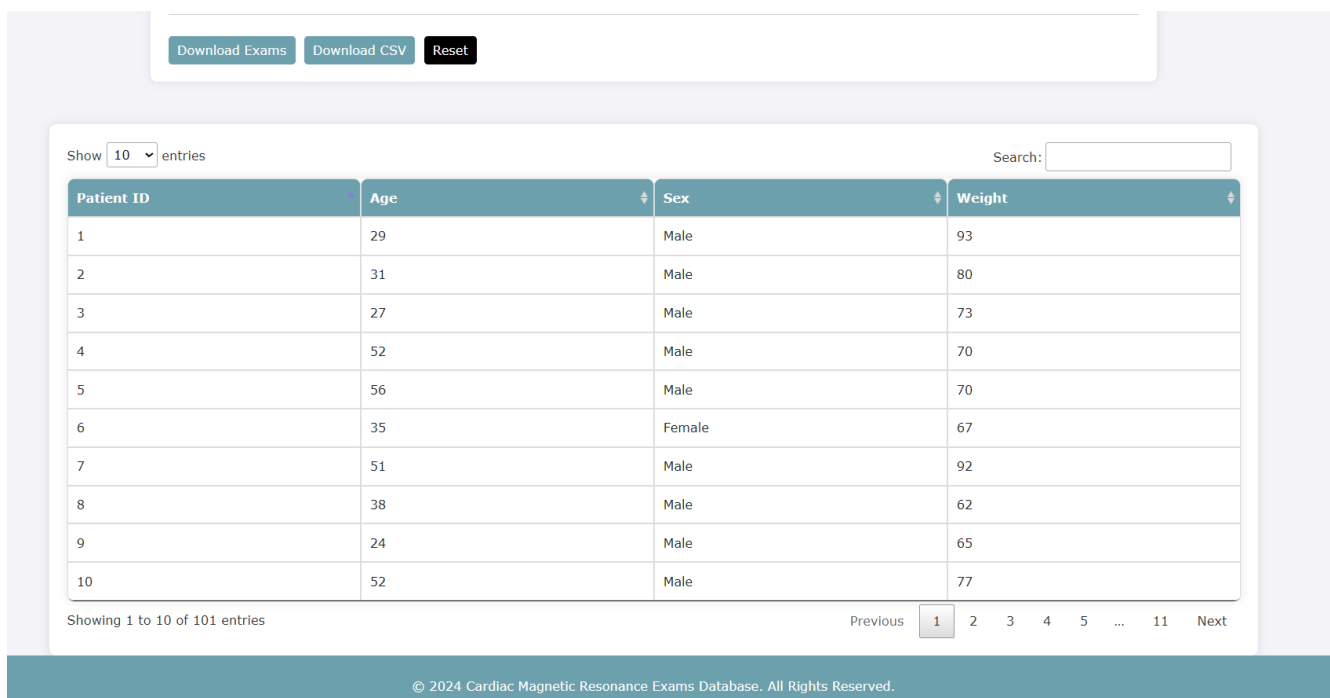 Download Exams Download CSV Reset
Show 10 entries Search:
Patient ID Age Sex Weight
1 29 Male 93
2 31 Male 80
3 27 Male 73
4 52 Male 70
5 56 Male 70
6 35 Female 67
7 51 Male 92
8 38 Male 62
9 24 Male 65
10 52 Male 77
Showing 1 to 10 of 101 entries Previous 1 2 3 4 5 … 11 Next
© 2024 Cardiac Magnetic Resonance Exams Database. All Rights Reserved.